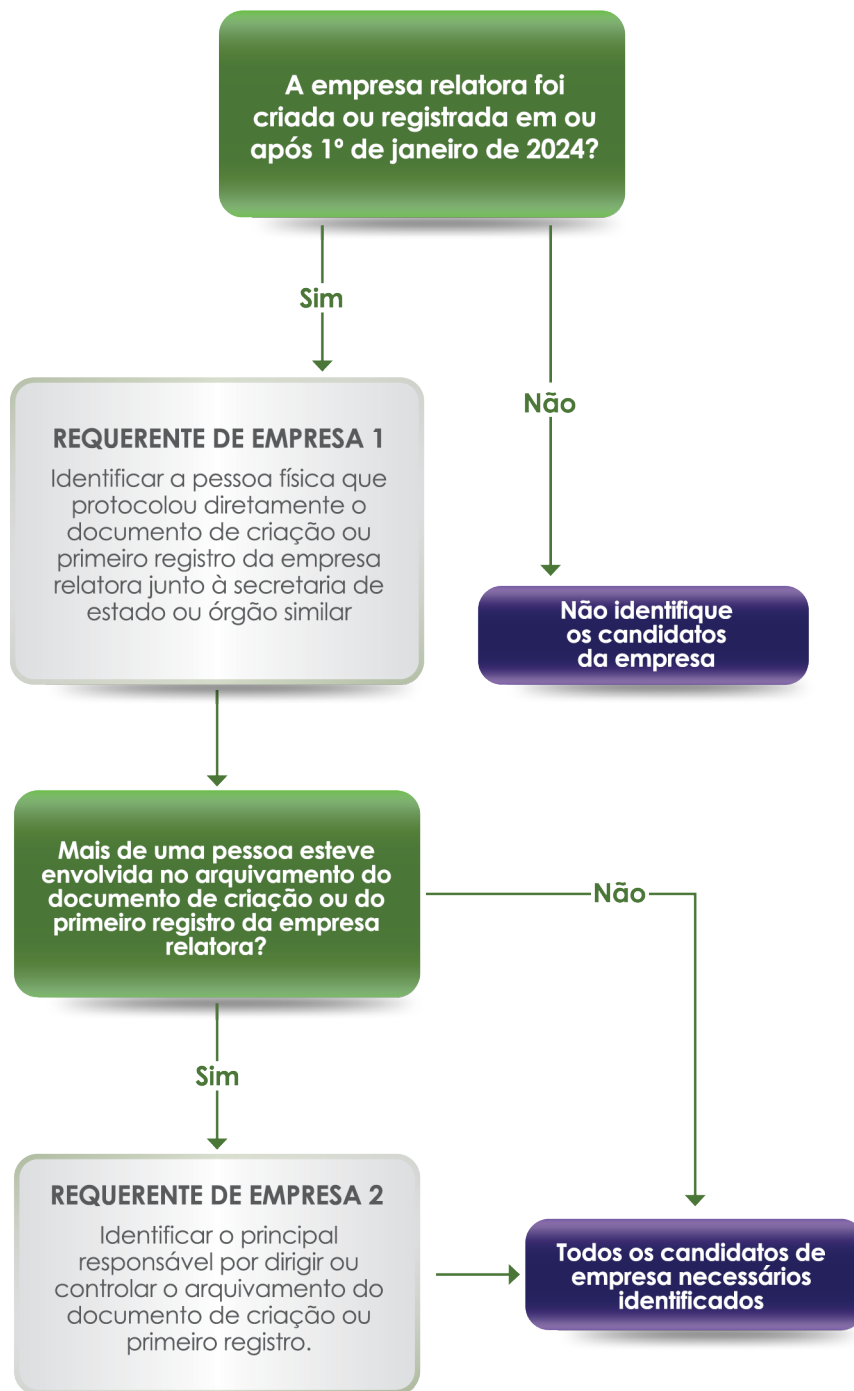 A empresa relatora foi
criada ou registrada em ou
após 1º de janeiro de 2024?
Sim
Não
REQUERENTE DE EMPRESA 1
Identificar a pessoa física que
protocolou diretamente o
documento de criação ou
primeiro registro da empresa
relatora junto à secretaria de
estado ou órgão similar
Não identifique
os candidatos
da empresa
Mais de uma pessoa esteve
envolvida no arquivamento do
documento de criação ou do
primeiro registro da empresa
relatora?
Não
Sim
REQUERENTE DE EMPRESA 2
Identificar o principal
responsável por dirigir ou
controlar o arquivamento do
documento de criação ou
primeiro registro.
Todos os candidatos de
empresa necessários
identificados